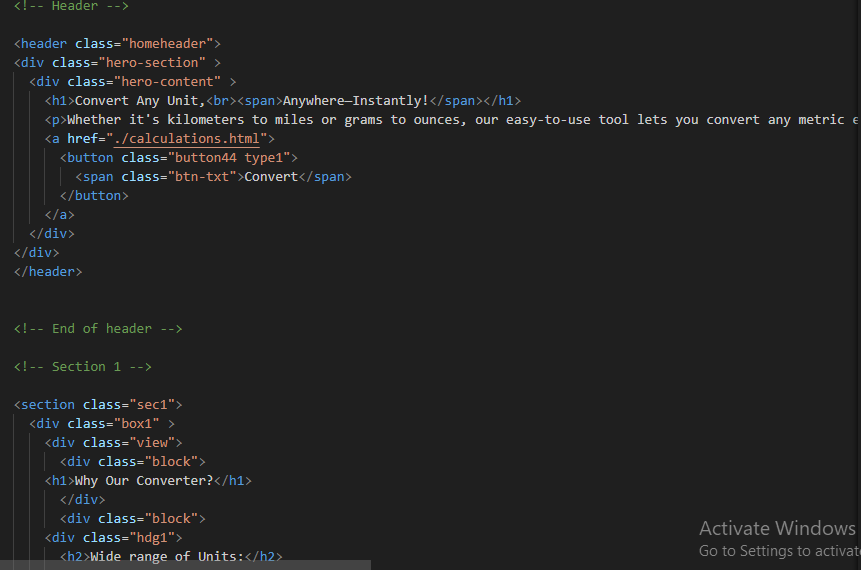 <!-- Header -->
<header class="homeheader">
<div class="hero-section" >
<div class="hero-content" >
<h1>Convert Any Unit,<br><span>Anywhere—Instantly!</span></h1>
<p>Whether it's kilometers to miles or grams to ounces, our easy-to-use tool lets you convert any metric e
<a href="./calculations.html">
<button class="button44 type1">
<span class="btn-txt">Convert</span>
</button>
</a>
</div>
</div>
</header>
<!-- End of header -->
<!-- Section 1 -->
<section class="sec1">
<div class="box1" >
<div class="view">
<div class="block">
<h1>Why Our Converter?</h1>
</div>
<div class="block">
<div class="hdg1">
<h2>Wide range of Units:</h2>
Activate Windows
Go to Settings to activate